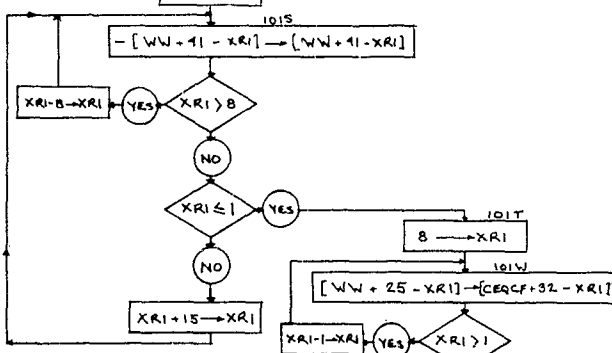 101S
- [WW + 41 - XR1] → [WW + 41 - XR1]
XR1 > 8
YES
XR1-8 → XR1
NO
XR1 ≤ 1
YES
101T
8 → XR1
NO
101W
[WW + 25 - XR1] → [CEQCF + 32 - XR1]
XR1 + 15 → XR1
XR1 > 1
YES
XR1-1 → XR1